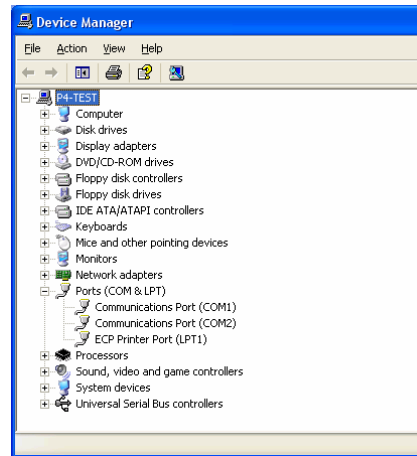 Device Manager
File Action View Help
P4-TEST
Computer
Disk drives
Display adapters
DVD/CD-ROM drives
Floppy disk controllers
Floppy disk drives
IDE ATA/ATAPI controllers
Keyboards
Mice and other pointing devices
Monitors
Network adapters
Ports (COM & LPT)
Communications Port (COM1)
Communications Port (COM2)
ECP Printer Port (LPT1)
Processors
Sound, video and game controllers
System devices
Universal Serial Bus controllers